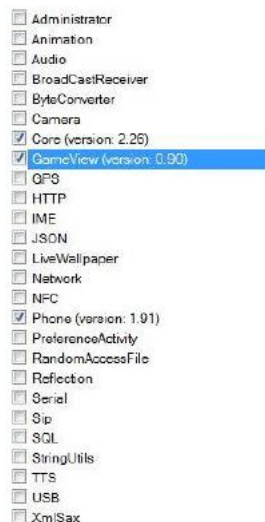 Administrator
Animation
Audio
BroadCastReceiver
ByteConverter
Camera
Core (version: 2.26)
GameView (version: 0.90)
GPS
HTTP
IME
JSON
LiveWallpaper
Network
NFC
Phone (version: 1.91)
PreferenceActivity
RandomAccessFile
Reflection
Serial
Sip
SQL
StringUtils
TTS
USB
XmlSax